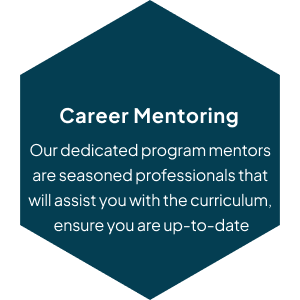 Career Mentoring
Our dedicated program mentors
are seasoned professionals that
will assist you with the curriculum,
ensure you are up-to-date